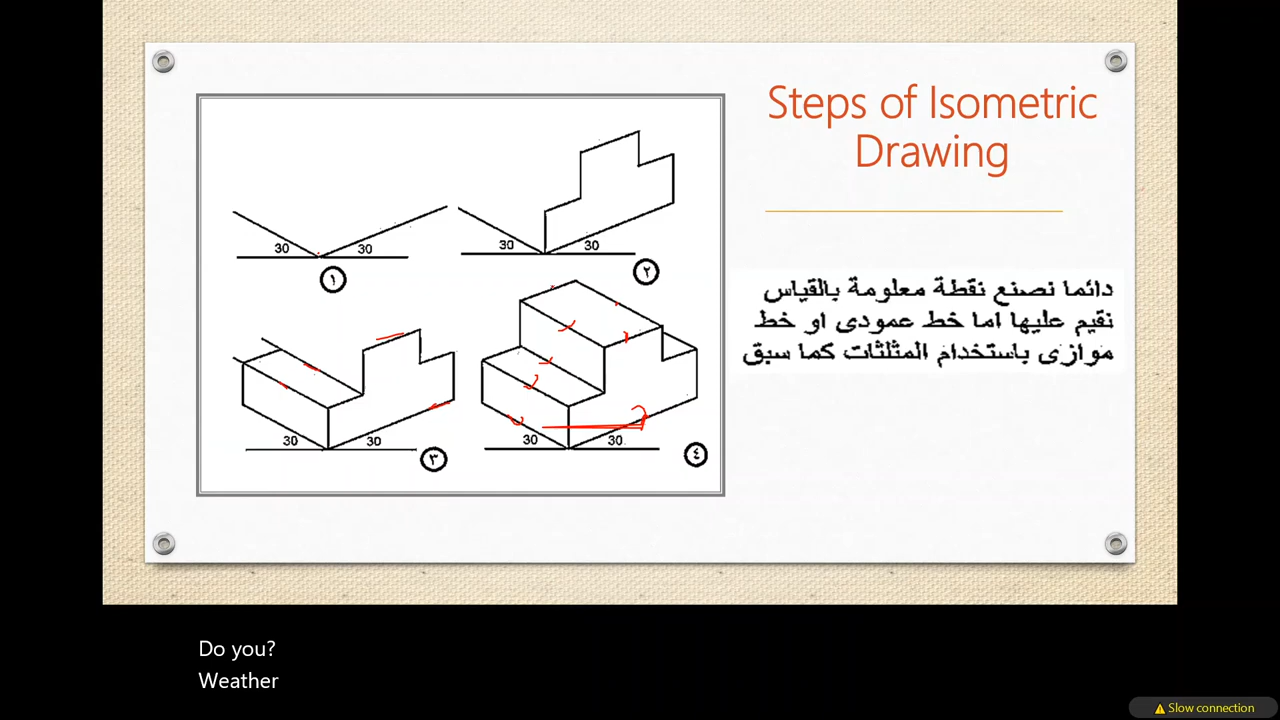 Steps of Isometric
Drawing
30
30
١
30
30
٢
دائما نصنع نقطة معلومة بالقياس
نقيم عليها اما خط عمودى او خط
موازى باستخدام المثلثات كما سبق
30
30
٣
30
30
٤
Do you?
Weather
Slow connection